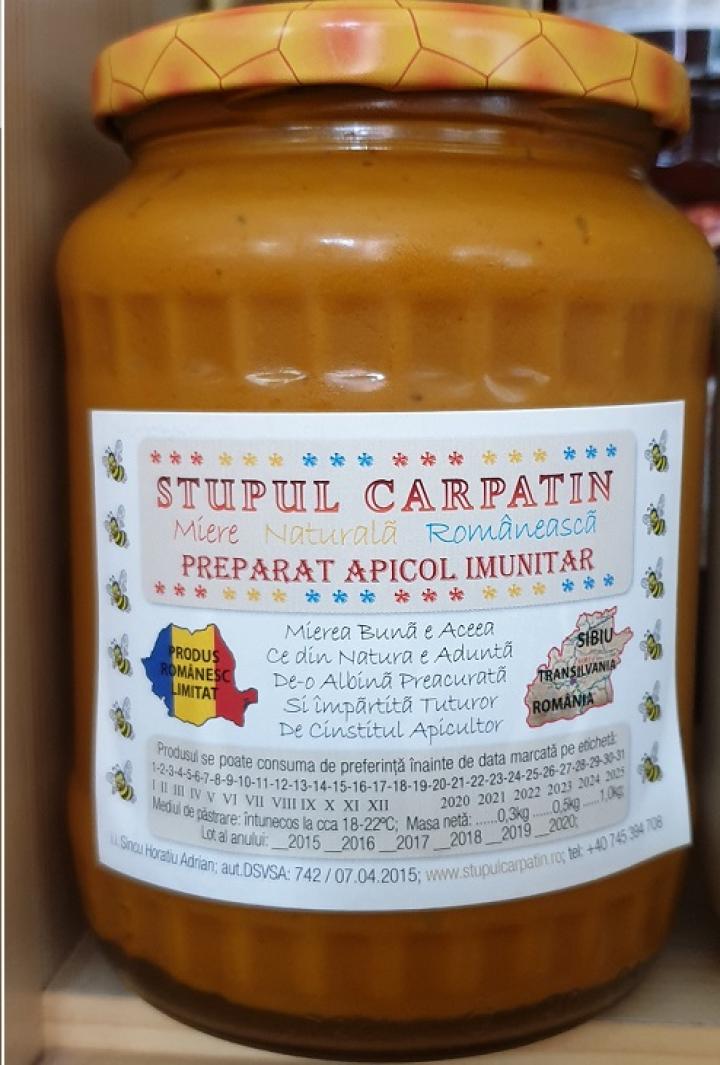 STUPUL CARPATIN
Miere Naturală Românească
PREPARAT APICOL IMUNITAR
Mierea Bună e Aceea
Ce din Natura e Aduntă
De-o Albină Preacurată
Si împărtită Tuturor
De Cinstitul Apicultor
PRODUS
ROMÂNESC
LIMITAT
SIBIU
TRANSILVANIA
ROMÂNIA
Produsul se poate consuma de preferință înainte de data marcată pe etichetă:
1-2-3-4-5-6-7-8-9-10-11-12-13-14-15-16-17-18-19-20-21-22-23-24-25-26-27-28-29-30-31
I II III IV V VI VII VIII IX X XI XII 2020 2021 2022 2023 2024 2025
Mediul de păstrare: întunecos la cca 18-22ºC; Masa netă: ......0,3kg ......0,5kg ......1,0kg;
Lot al anului: __2015 __2016 __2017 __2018 __2019 __2020;
Sincu Horatiu Adrian; aut.DSVSA: 742 / 07.04.2015; www.stupulcarpatin.ro; tel: +40 745 394 708